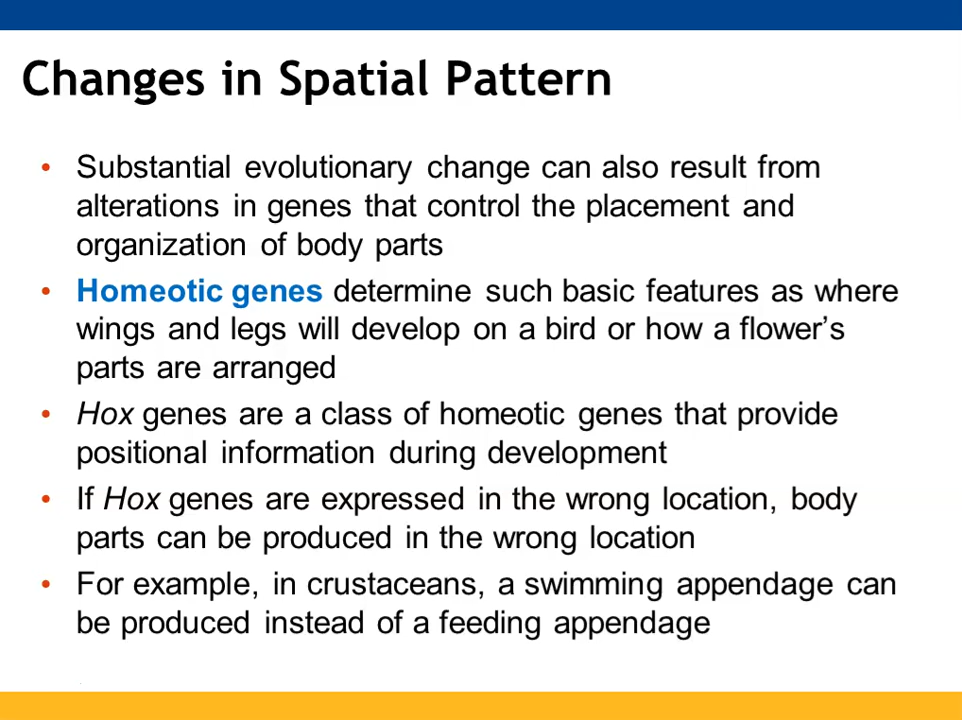 Changes in Spatial Pattern
• Substantial evolutionary change can also result from
alterations in genes that control the placement and
organization of body parts
• Homeotic genes determine such basic features as where
wings and legs will develop on a bird or how a flower’s
parts are arranged
• Hox genes are a class of homeotic genes that provide
positional information during development
• If Hox genes are expressed in the wrong location, body
parts can be produced in the wrong location
• For example, in crustaceans, a swimming appendage can
be produced instead of a feeding appendage